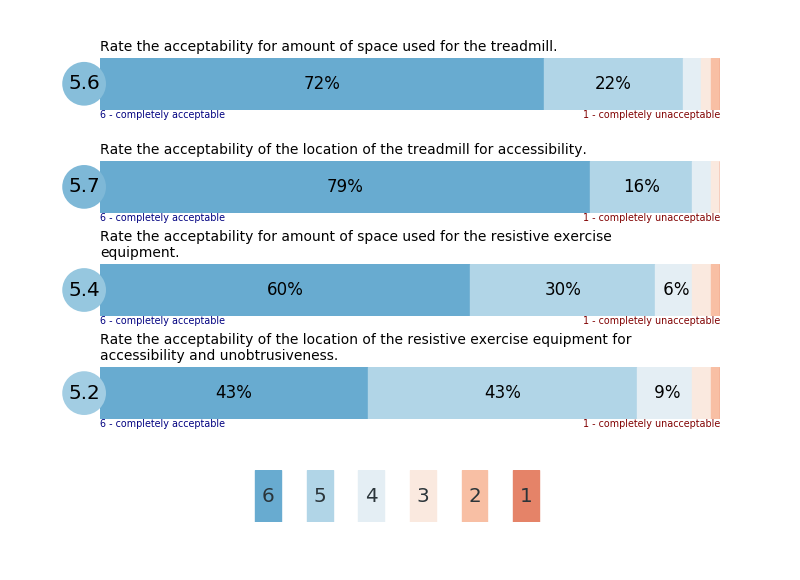 Rate the acceptability for amount of space used for the treadmill.
5.6 72% 22%
6 - completely acceptable 1 - completely unacceptable
Rate the acceptability of the location of the treadmill for accessibility.
5.7 79% 16%
6 - completely acceptable 1 - completely unacceptable
Rate the acceptability for amount of space used for the resistive exercise
equipment.
5.4 60% 30% 6%
6 - completely acceptable 1 - completely unacceptable
Rate the acceptability of the location of the resistive exercise equipment for
accessibility and unobtrusiveness.
5.2 43% 43% 9%
6 - completely acceptable 1 - completely unacceptable
6 5 4 3 2 1